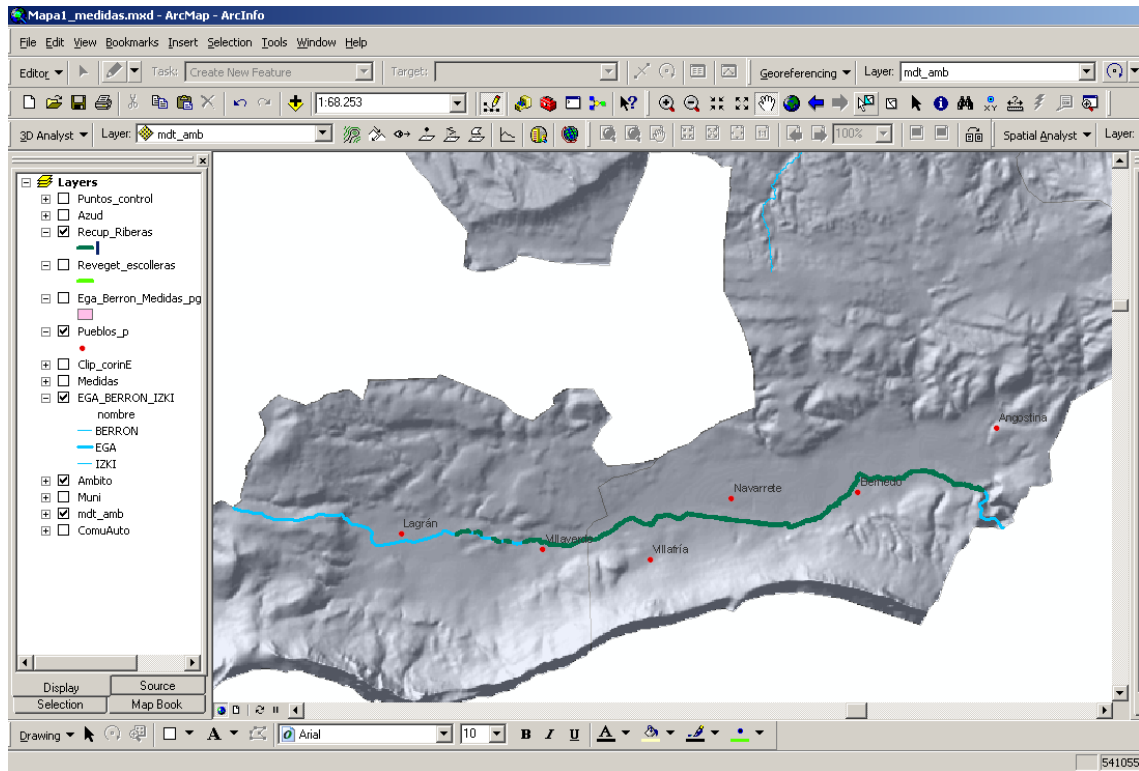 Mapa1_medidas.mxd - ArcMap - ArcInfo
File Edit View Bookmarks Insert Selection Tools Window Help
Editor Task: Create New Feature Target: Georeferencing Layer: mdt_amb
1:68.253
3D Analyst Layer: mdt_amb 100% Spatial Analyst Layer:
Layers
Puntos_control
Azud
Recup_Riberas
Reveget_escolleras
Ega_Berron_Medidas_pg
Pueblos_p
Clip_corinE
Medidas
EGA_BERRON_IZKI
nombre
BERRON
EGA
IZKI
Ambito
Muni
mdt_amb
ComuAuto
Display Source
Selection Map Book
Angostina
Bernedo
Navarrete
Lagrán
Villaverde
Villafría
Drawing A Arial 10 B I U A
541055